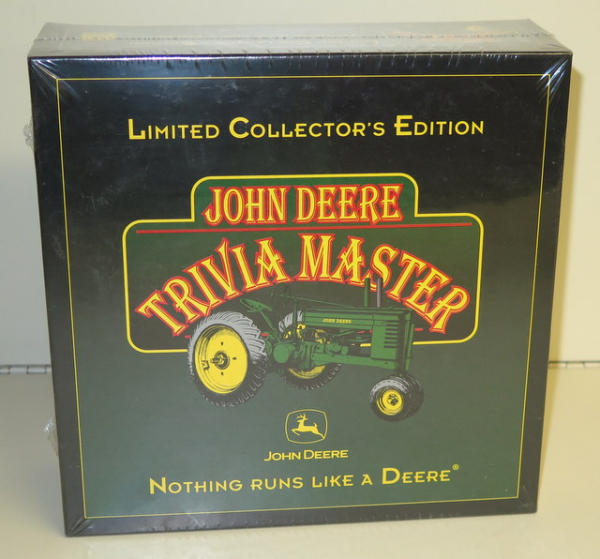 LIMITED COLLECTOR'S EDITION
JOHN DEERE
TRIVIA MASTER
JOHN DEERE
JOHN DEERE
NOTHING RUNS LIKE A DEERE®